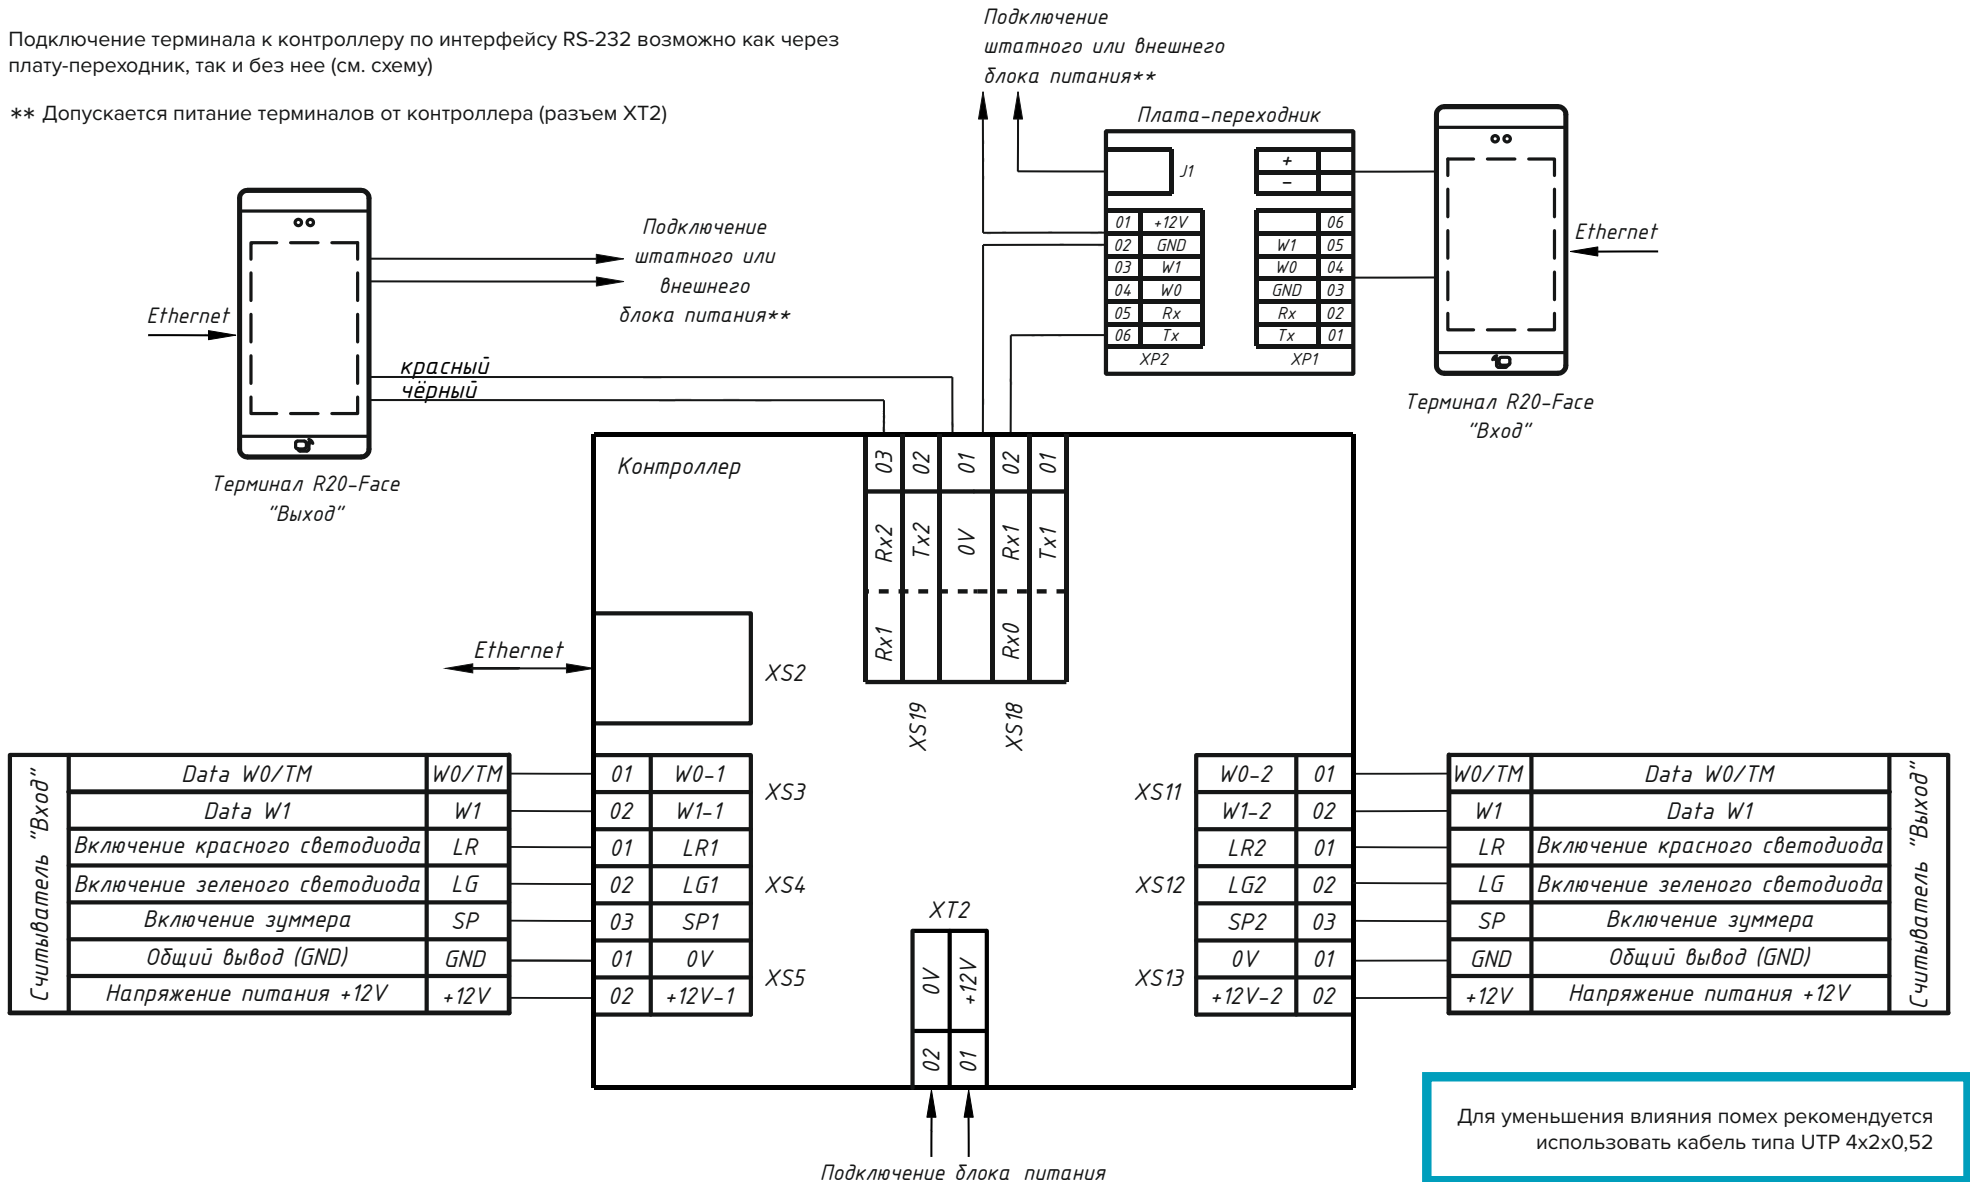 Подключение терминала к контроллеру по интерфейсу RS-232 возможно как через
плату-переходник, так и без нее (см. схему)
** Допускается питание терминалов от контроллера (разъем XT2)
Подключение
штатного или внешнего
блока питания**
Плата-переходник
J1
+
–
01 +12V
02 GND
03 W1
04 W0
05 Rx
06 Tx
XP2
06
W1 05
W0 04
GND 03
Rx 02
Tx 01
XP1
Ethernet
Терминал R20-Face
"Вход"
Подключение
штатного или
внешнего
блока питания**
Ethernet
красный
чёрный
Терминал R20-Face
"Выход"
Контроллер
03 02 01 02 01
Rx2 Tx2 0V Rx1 Tx1
Rx1 Rx0
XS19 XS18
Ethernet
XS2
Считыватель "Вход"
Data W0/TM W0/TM 01 W0-1
Data W1 W1 02 W1-1
XS3
Включение красного светодиода LR 01 LR1
Включение зеленого светодиода LG 02 LG1
Включение зуммера SP 03 SP1
XS4
Общий вывод (GND) GND 01 0V
Напряжение питания +12V +12V 02 +12V-1
XS5
XS11
W0-2 01 W0/TM Data W0/TM
W1-2 02 W1 Data W1
XS12
LR2 01 LR Включение красного светодиода
LG2 02 LG Включение зеленого светодиода
SP2 03 SP Включение зуммера
XS13
0V 01 GND Общий вывод (GND)
+12V-2 02 +12V Напряжение питания +12V
Считыватель "Выход"
XT2
0V +12V
02 01
Подключение блока питания
Для уменьшения влияния помех рекомендуется
использовать кабель типа UTP 4x2x0,52